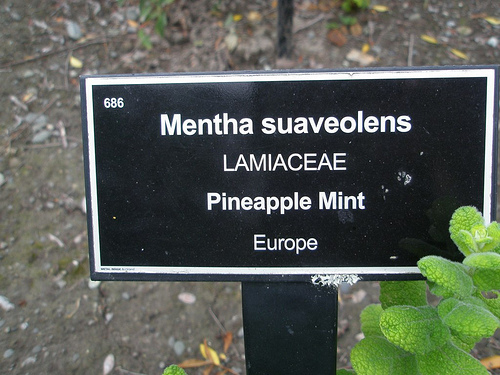 686
Mentha suaveolens
LAMIACEAE
Pineapple Mint
Europe